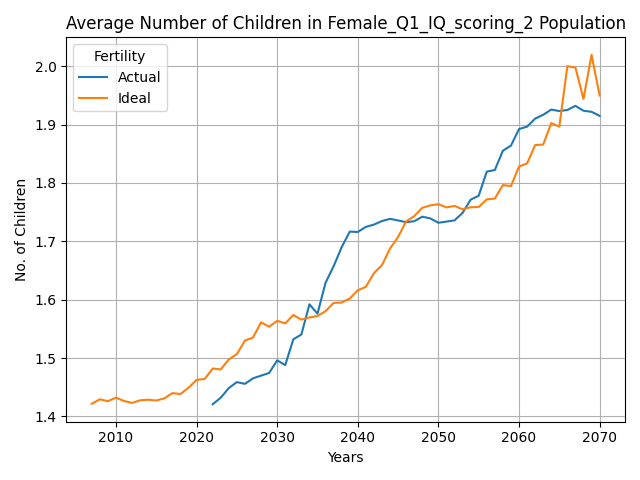 Average Number of Children in Female_Q1_IQ_scoring_2 Population
Fertility
Actual
Ideal
No. of Children
2.0
1.9
1.8
1.7
1.6
1.5
1.4
2010 2020 2030 2040 2050 2060 2070
Years